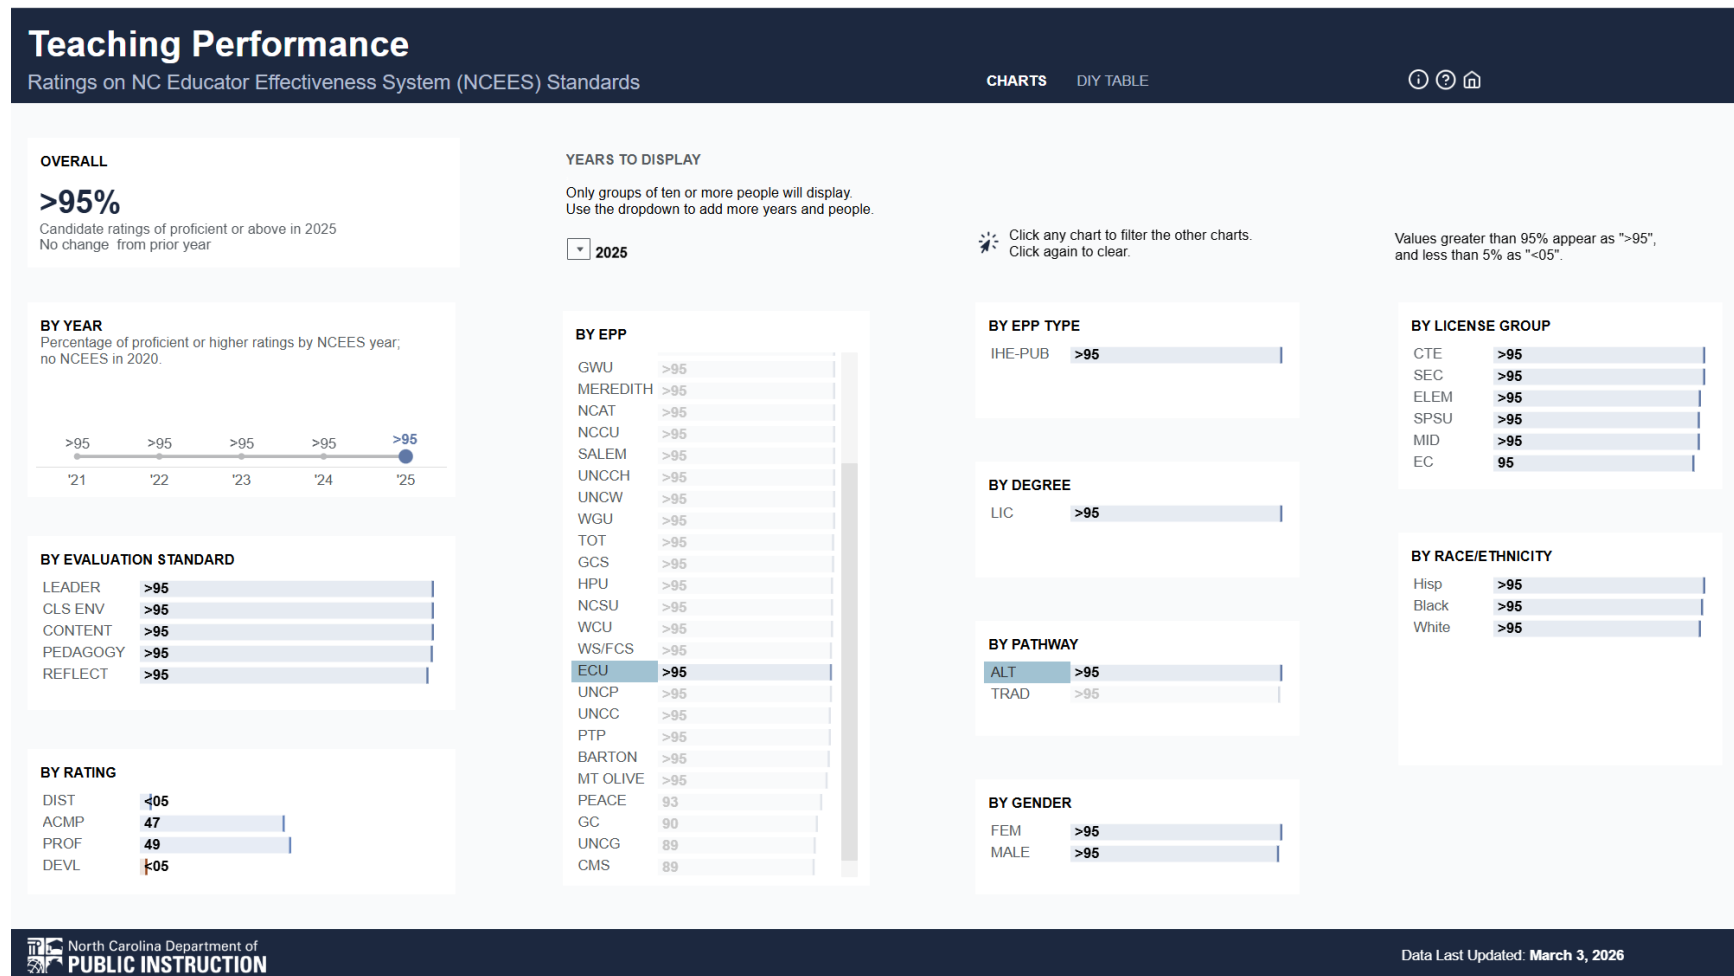 Teaching Performance
Ratings on NC Educator Effectiveness System (NCEES) Standards
CHARTS
DIY TABLE
OVERALL
>95%
Candidate ratings of proficient or above in 2025
No change from prior year
YEARS TO DISPLAY
Only groups of ten or more people will display.
Use the dropdown to add more years and people.
2025
Click any chart to filter the other charts.
Click again to clear.
Values greater than 95% appear as ">95",
and less than 5% as "<05".
BY YEAR
Percentage of proficient or higher ratings by NCEES year;
no NCEES in 2020.
>95 >95 >95 >95 >95
'21 '22 '23 '24 '25
BY EVALUATION STANDARD
LEADER >95
CLS ENV >95
CONTENT >95
PEDAGOGY >95
REFLECT >95
BY RATING
DIST <05
ACMP 47
PROF 49
DEVL <05
BY EPP
GWU >95
MEREDITH >95
NCAT >95
NCCU >95
SALEM >95
UNCCH >95
UNCW >95
WGU >95
TOT >95
GCS >95
HPU >95
NCSU >95
WCU >95
WS/FCS >95
ECU >95
UNCP >95
UNCC >95
PTP >95
BARTON >95
MT OLIVE >95
PEACE 93
GC 90
UNCG 89
CMS 89
BY EPP TYPE
IHE-PUB >95
BY DEGREE
LIC >95
BY PATHWAY
ALT >95
TRAD >95
BY GENDER
FEM >95
MALE >95
BY LICENSE GROUP
CTE >95
SEC >95
ELEM >95
SPSU >95
MID >95
EC 95
BY RACE/ETHNICITY
Hisp >95
Black >95
White >95
North Carolina Department of
PUBLIC INSTRUCTION
Data Last Updated: March 3, 2026